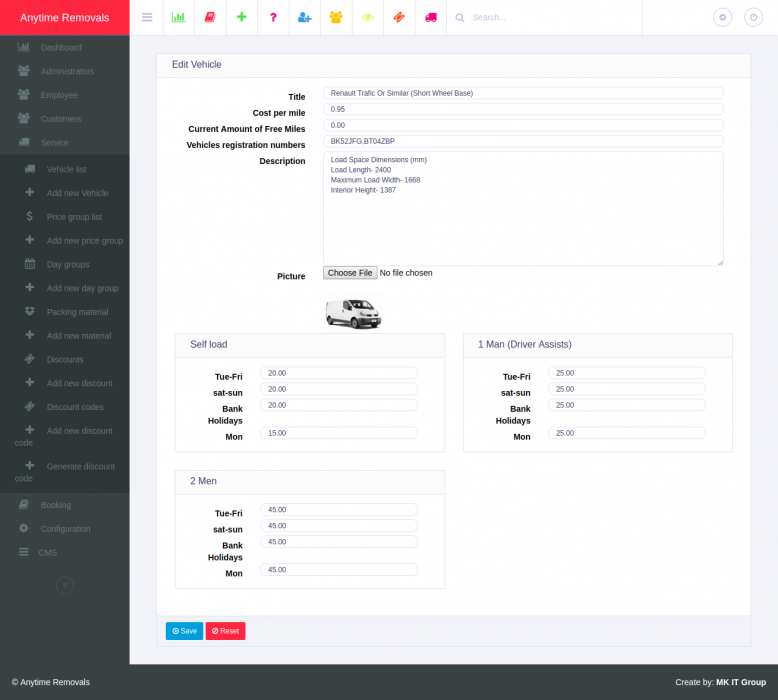 Anytime Removals
?
Search...
Dashboard
Administrators
Employee
Customers
Service
Vehicle list
Add new Vehicle
Price group list
Add new price group
Day groups
Add new day group
Packing material
Add new material
Discounts
Add new discount
Discount codes
Add new discount
code
Generate discount
code
Booking
Configuration
CMS
Edit Vehicle
Title
Renault Trafic Or Similar (Short Wheel Base)
Cost per mile
0.95
Current Amount of Free Miles
0.00
Vehicles registration numbers
BK52JFG,BT04ZBP
Description
Load Space Dimensions (mm)
Load Length- 2400
Maximum Load Width- 1668
Interior Height- 1387
Picture
Choose File No file chosen
Self load
Tue-Fri
20.00
sat-sun
20.00
Bank
Holidays
20.00
Mon
15.00
1 Man (Driver Assists)
Tue-Fri
25.00
sat-sun
25.00
Bank
Holidays
25.00
Mon
25.00
2 Men
Tue-Fri
45.00
sat-sun
45.00
Bank
Holidays
45.00
Mon
45.00
Save
Reset
© Anytime Removals
Create by: MK IT Group